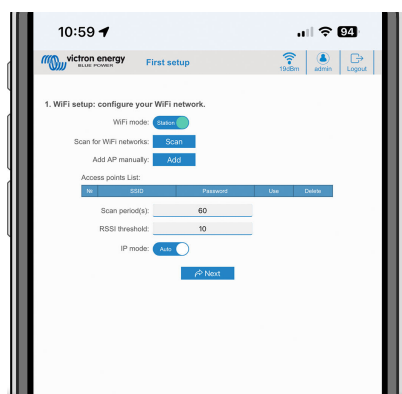 10:59
94
victron energy
BLUE POWER
First setup
19dBm
admin
Logout
1. WiFi setup: configure your WiFi network.
WiFi mode: Station
Scan for WiFi networks: Scan
Add AP manually: Add
Access points List:
№ SSID Password Use Delete
Scan period(s): 60
RSSI threshold: 10
IP mode: Auto
Next